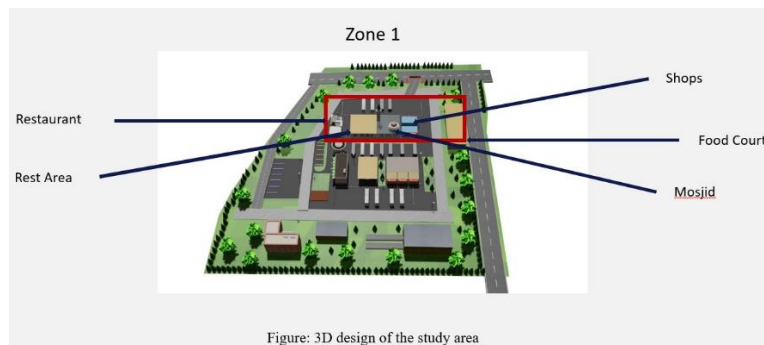 Zone 1
Shops
Restaurant
Food Court
Rest Area
Mosjid
Figure: 3D design of the study area